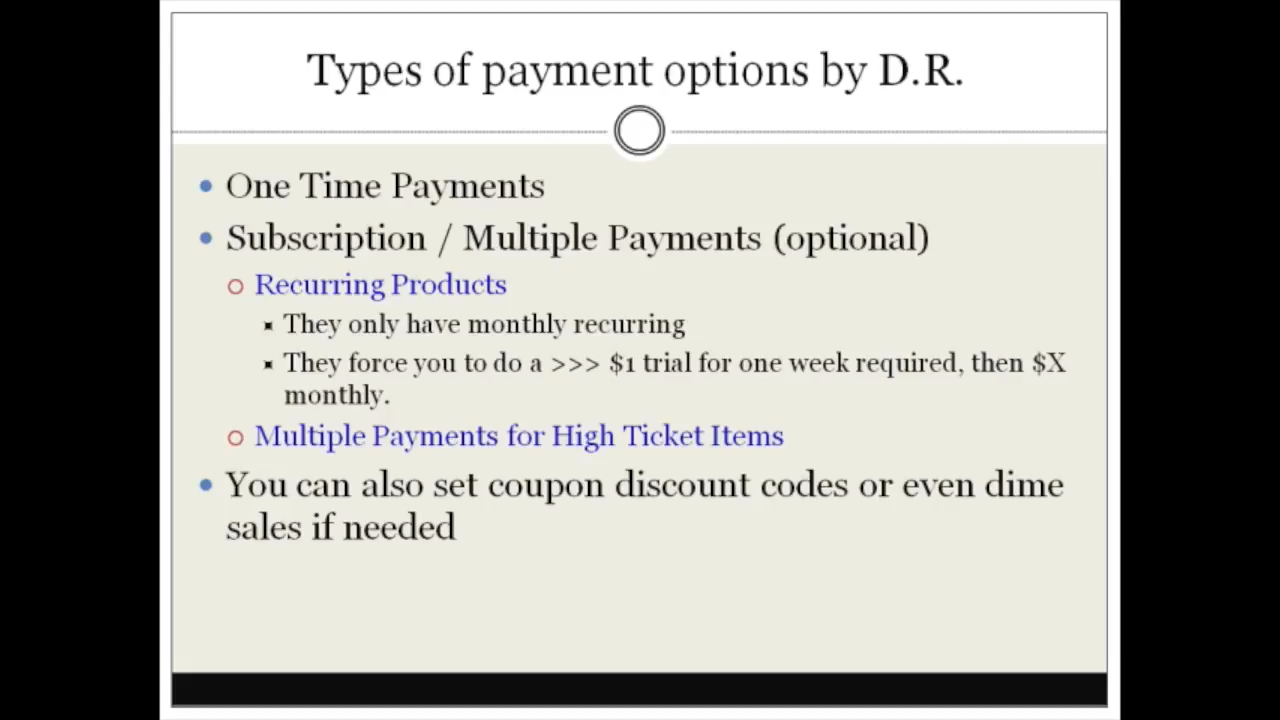 Types of payment options by D.R.
One Time Payments
Subscription / Multiple Payments (optional)
Recurring Products
They only have monthly recurring
They force you to do a >>> $1 trial for one week required, then $X
monthly.
Multiple Payments for High Ticket Items
You can also set coupon discount codes or even dime
sales if needed